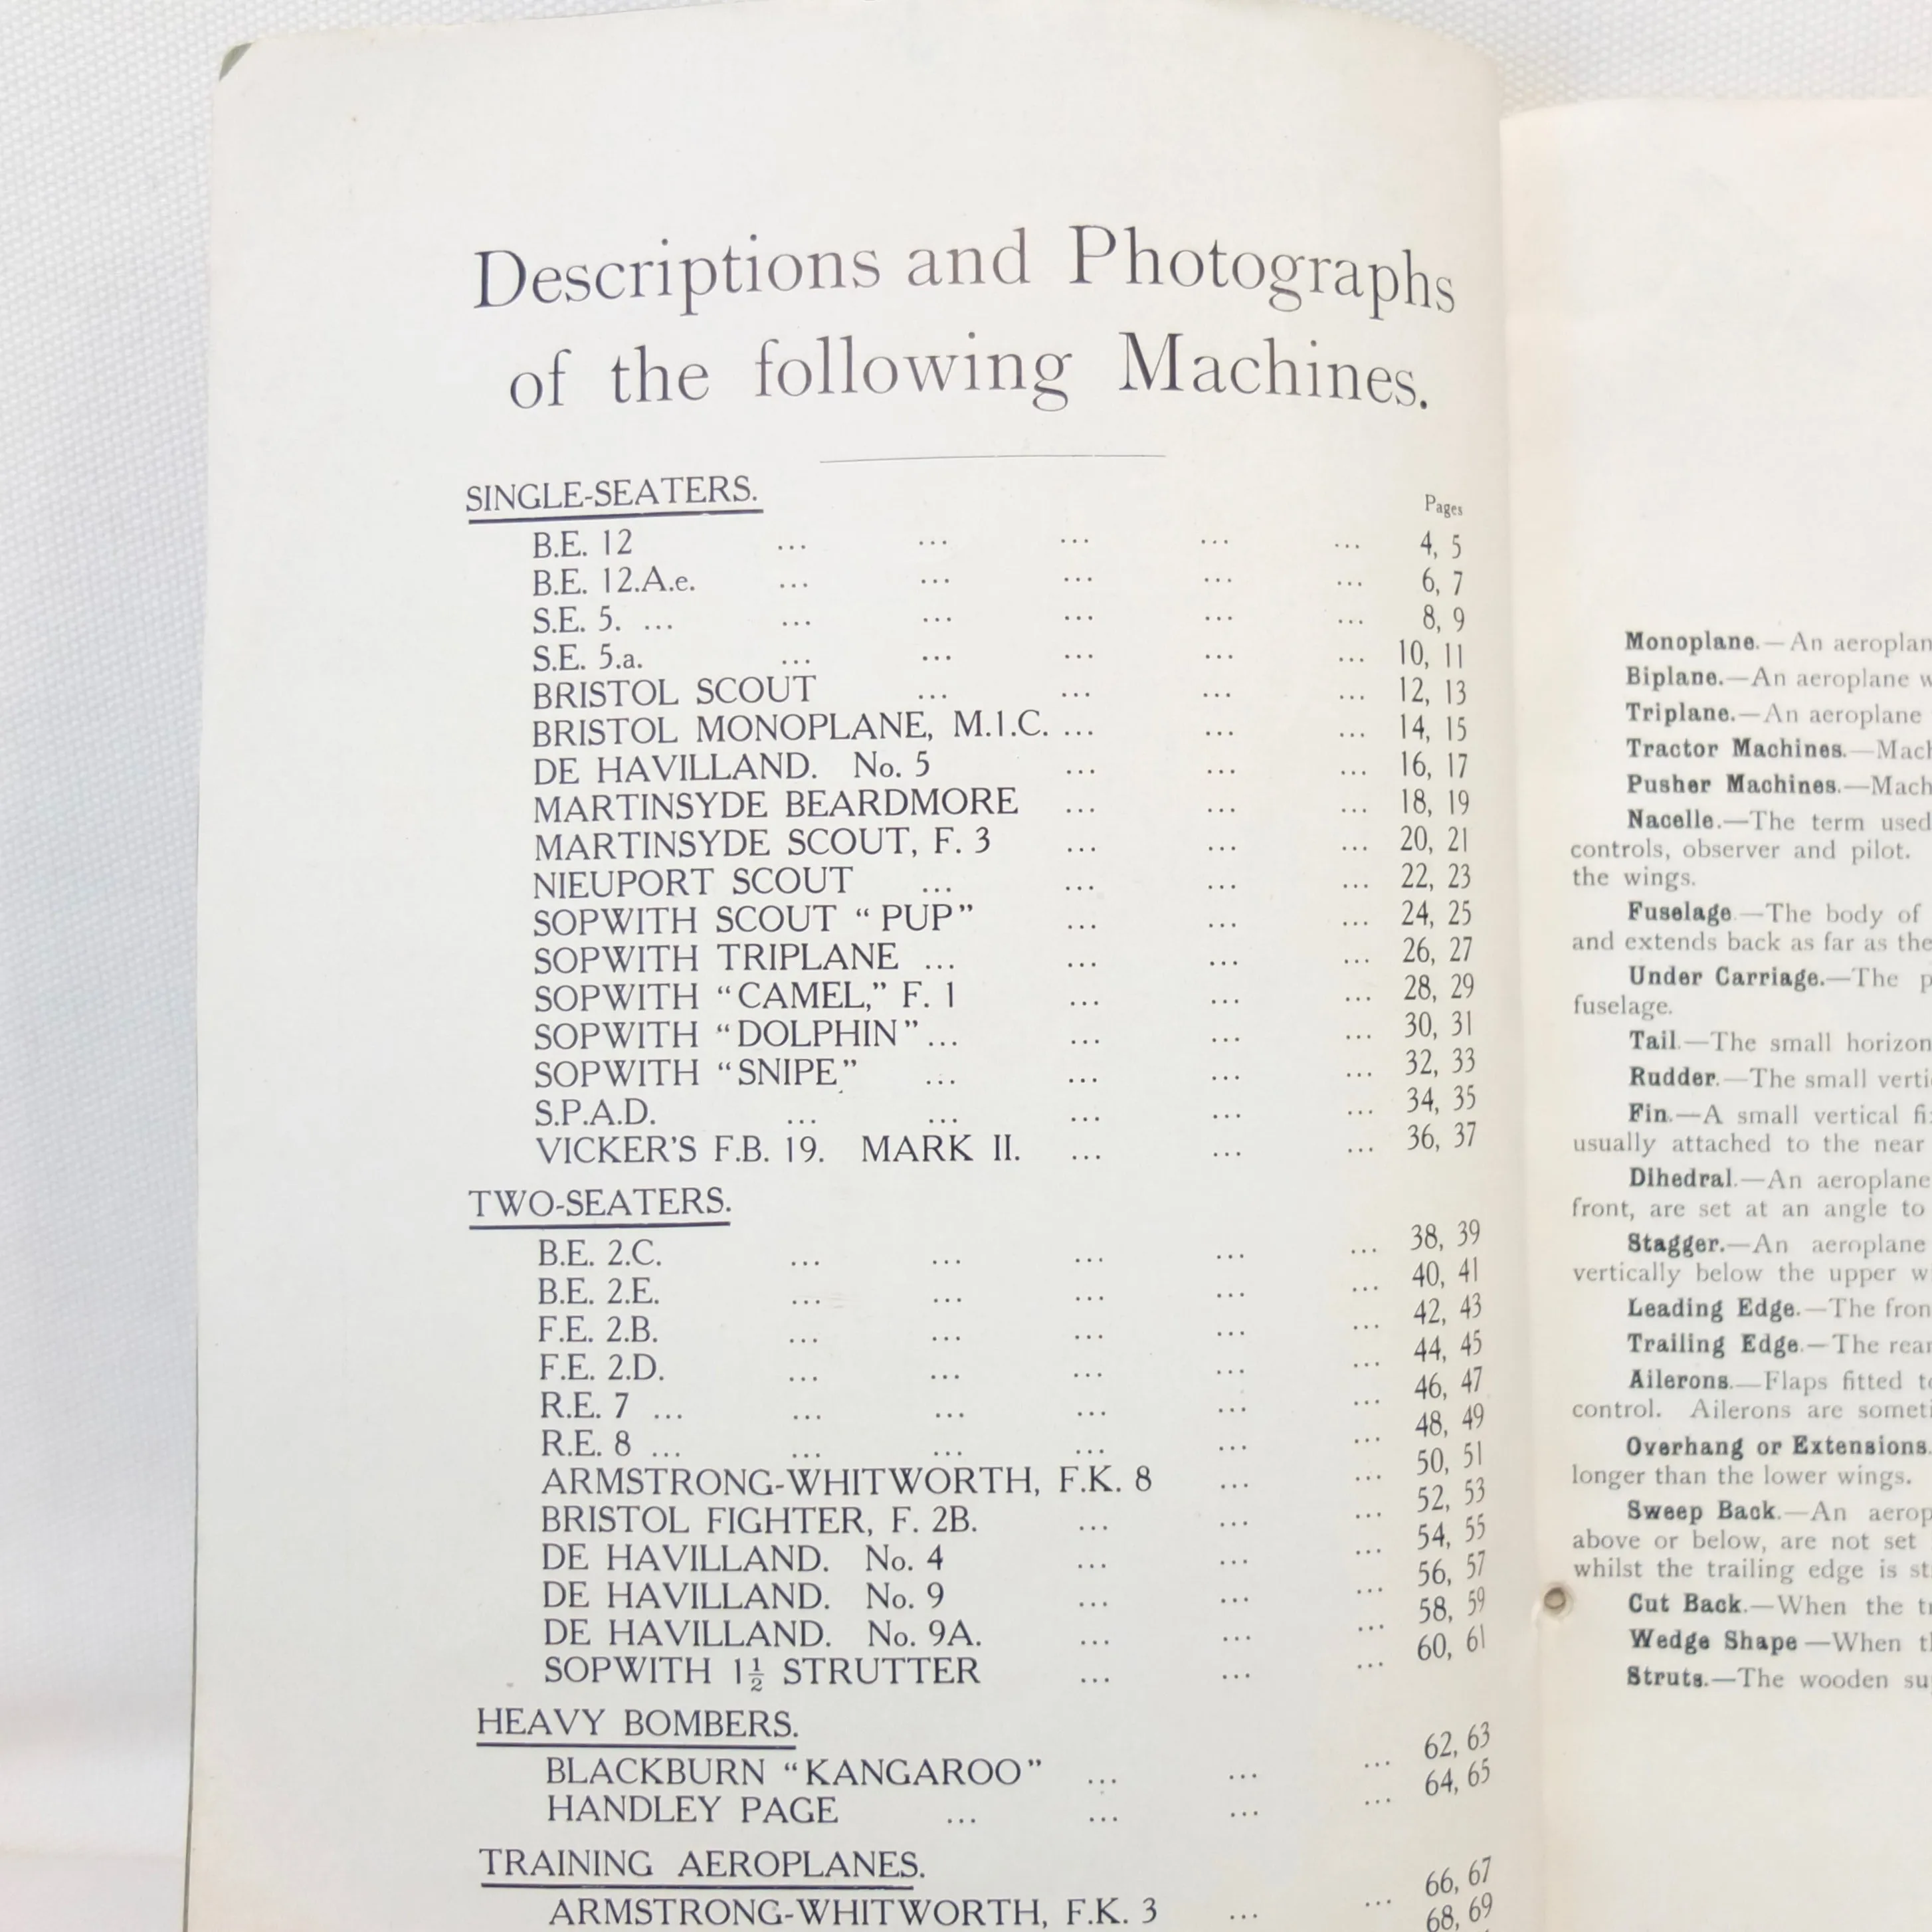 Descriptions and Photographs
of the following Machines.
SINGLE-SEATERS.
Pages
B.E. 12 ... ... ... ... ... 4, 5
B.E. 12.A.e. ... ... ... ... ... 6, 7
S.E. 5. ... ... ... ... ... ... 8, 9
S.E. 5.a. ... ... ... ... ... 10, 11
BRISTOL SCOUT ... ... ... ... 12, 13
BRISTOL MONOPLANE, M.1.C. ... ... ... 14, 15
DE HAVILLAND. No. 5 ... ... ... 16, 17
MARTINSYDE BEARDMORE ... ... ... 18, 19
MARTINSYDE SCOUT, F. 3 ... ... ... 20, 21
NIEUPORT SCOUT ... ... ... ... 22, 23
SOPWITH SCOUT “PUP” ... ... ... 24, 25
SOPWITH TRIPLANE ... ... ... ... 26, 27
SOPWITH “CAMEL,” F. 1 ... ... ... 28, 29
SOPWITH “DOLPHIN” ... ... ... ... 30, 31
SOPWITH “SNIPE” ... ... ... ... 32, 33
S.P.A.D. ... ... ... ... ... 34, 35
VICKER'S F.B. 19. MARK II. ... ... ... 36, 37
TWO-SEATERS.
B.E. 2.C. ... ... ... ... ... 38, 39
B.E. 2.E. ... ... ... ... ... 40, 41
F.E. 2.B. ... ... ... ... ... 42, 43
F.E. 2.D. ... ... ... ... ... 44, 45
R.E. 7 ... ... ... ... ... ... 46, 47
R.E. 8 ... ... ... ... ... ... 48, 49
ARMSTRONG-WHITWORTH, F.K. 8 ... ... 50, 51
BRISTOL FIGHTER, F. 2B. ... ... ... 52, 53
DE HAVILLAND. No. 4 ... ... ... 54, 55
DE HAVILLAND. No. 9 ... ... ... 56, 57
DE HAVILLAND. No. 9A. ... ... ... 58, 59
SOPWITH 1½ STRUTTER ... ... ... 60, 61
HEAVY BOMBERS.
BLACKBURN “KANGAROO” ... ... ... 62, 63
HANDLEY PAGE ... ... ... ... 64, 65
TRAINING AEROPLANES.
ARMSTRONG-WHITWORTH, F.K. 3 ... ... 66, 67
68, 69
Monoplane.—An aeroplan
Biplane.—An aeroplane w
Triplane.—An aeroplane
Tractor Machines.—Mach
Pusher Machines.—Mach
Nacelle.—The term used
controls, observer and pilot.
the wings.
Fuselage.—The body of
and extends back as far as the
Under Carriage.—The p
fuselage.
Tail.—The small horizon
Rudder.—The small verti
Fin.—A small vertical fi
usually attached to the near
Dihedral.—An aeroplane
front, are set at an angle to
Stagger.—An aeroplane
vertically below the upper w
Leading Edge.—The fron
Trailing Edge.—The rear
Ailerons.—Flaps fitted t
control. Ailerons are someti
Overhang or Extensions.
longer than the lower wings.
Sweep Back.—An aerop
above or below, are not set
whilst the trailing edge is st
Cut Back.—When the tr
Wedge Shape—When th
Struts.—The wooden su